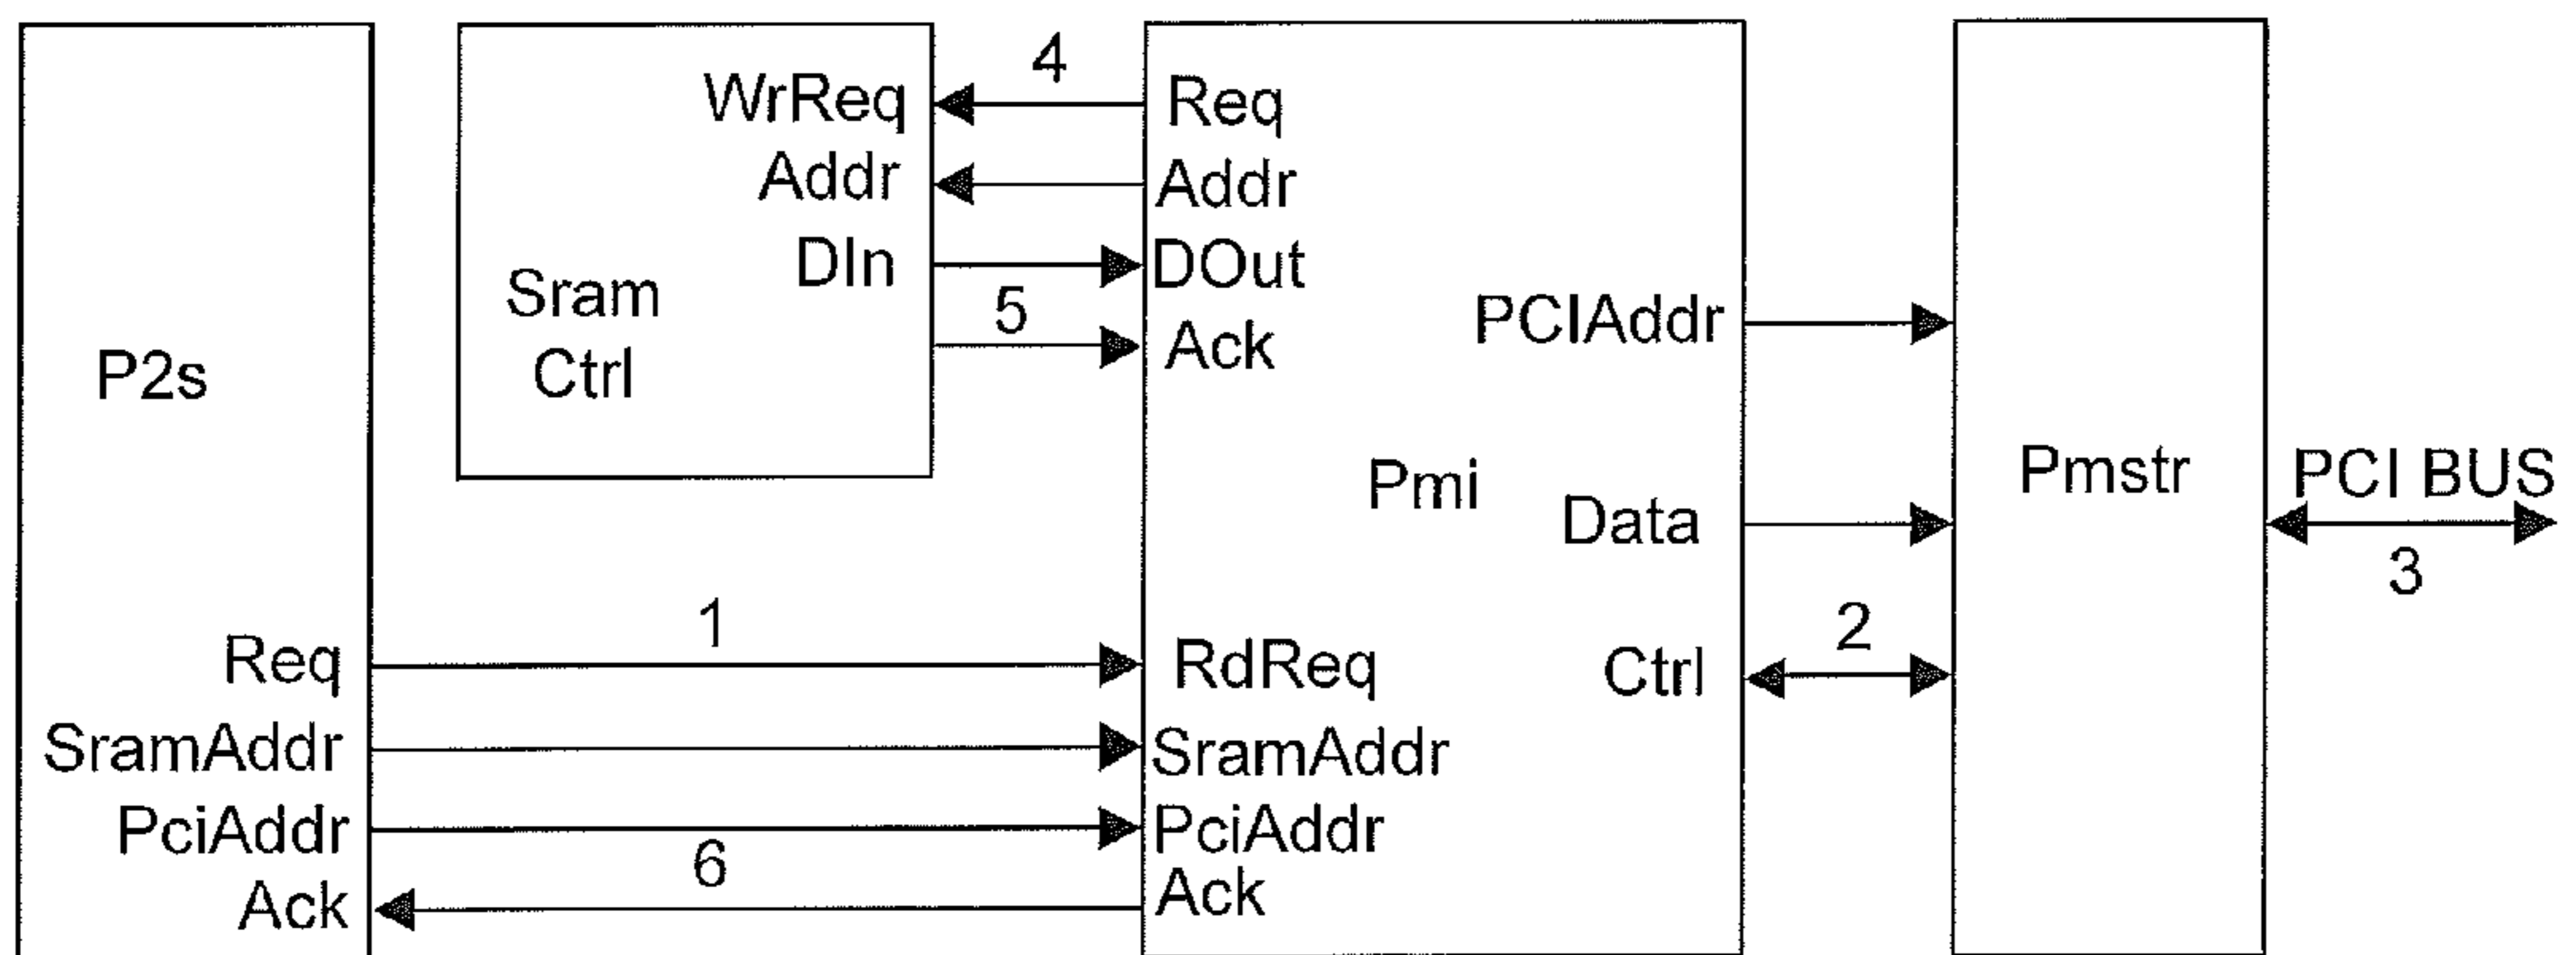 4
WrReq
Req
Addr
Addr
DIn
DOut
5
Ack
Sram
Ctrl
P2s
PCIAddr
Pmi
Data
Pmstr
PCI BUS
3
1
2
Req
RdReq
Ctrl
SramAddr
SramAddr
PciAddr
PciAddr
6
Ack
Ack